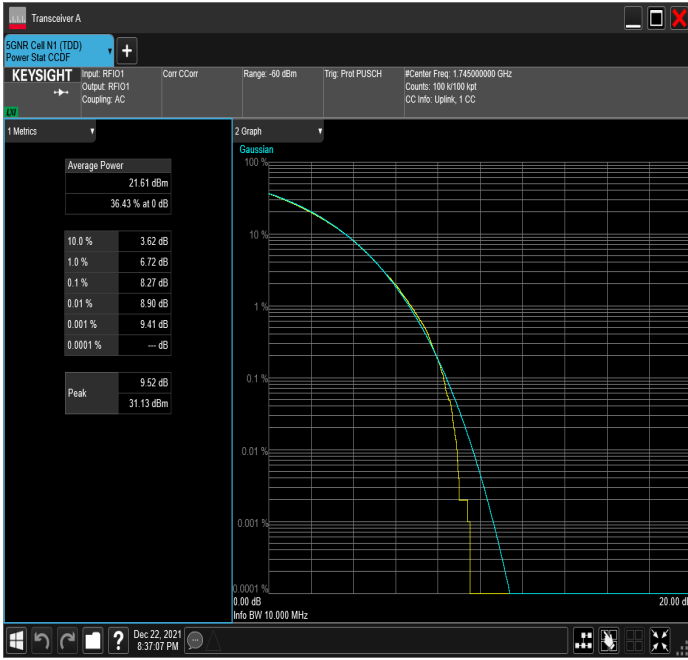 Transceiver A
5GNR Cell N1 (TDD)
Power Stat CCDF
KEYSIGHT
Input: RFIO1
Output: RFIO1
Coupling: AC
Corr CCorr
Range: -60 dBm
Trig: Prot PUSCH
#Center Freq: 1.745000000 GHz
Counts: 100 k/100 kpt
CC Info: Uplink, 1 CC
LXI
1 Metrics
Average Power
21.61 dBm
36.43 % at 0 dB
10.0 % 3.62 dB
1.0 % 6.72 dB
0.1 % 8.27 dB
0.01 % 8.90 dB
0.001 % 9.41 dB
0.0001 % --- dB
Peak
9.52 dB
31.13 dBm
2 Graph
Gaussian
100 %
10 %
1 %
0.1 %
0.01 %
0.001 %
0.0001 %
0.00 dB
20.00 dB
Info BW 10.000 MHz
?
Dec 22, 2021
8:37:07 PM